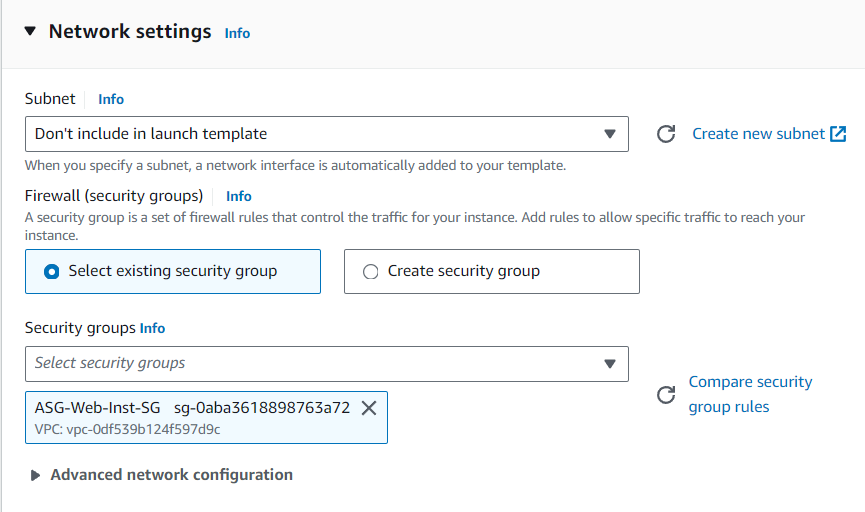 Network settings Info
Subnet Info
Don't include in launch template
Create new subnet
When you specify a subnet, a network interface is automatically added to your template.
Firewall (security groups) Info
A security group is a set of firewall rules that control the traffic for your instance. Add rules to allow specific traffic to reach your
instance.
Select existing security group
Create security group
Security groups Info
Select security groups
Compare security
group rules
ASG-Web-Inst-SG sg-0aba3618898763a72
VPC: vpc-0df539b124f597d9c
Advanced network configuration